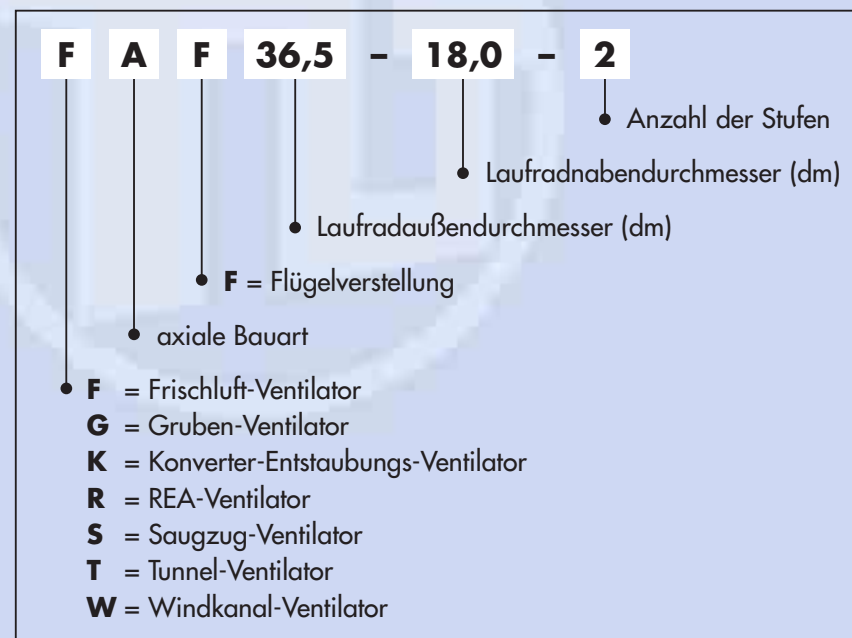 F A F 36,5 – 18,0 – 2
Anzahl der Stufen
Laufradnabendurchmesser (dm)
Laufradaußendurchmesser (dm)
F = Flügelverstellung
axiale Bauart
F = Frischluft-Ventilator
G = Gruben-Ventilator
K = Konverter-Entstaubungs-Ventilator
R = REA-Ventilator
S = Saugzug-Ventilator
T = Tunnel-Ventilator
W = Windkanal-Ventilator